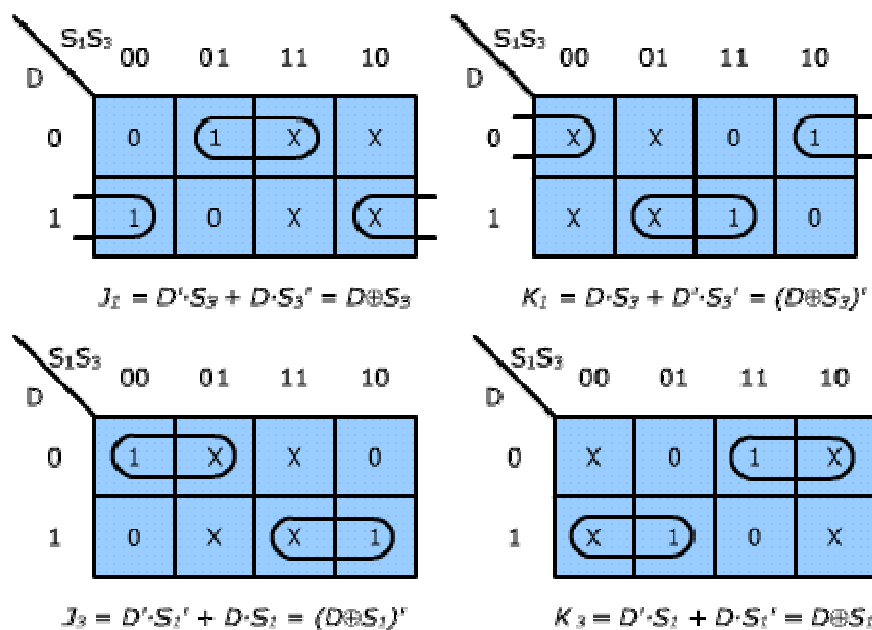 S₁S₃ 00 01 11 10
D
0 0 1 X X
1 1 0 X X
J₁ = D'·S₃ + D·S₃' = D⊕S₃
S₁S₃ 00 01 11 10
D
0 X X 0 1
1 X X 1 0
K₁ = D·S₃ + D'·S₃' = (D⊕S₃)'
S₁S₃ 00 01 11 10
D
0 1 X X 0
1 0 X X 1
J₃ = D'·S₁' + D·S₁ = (D⊕S₁)'
S₁S₃ 00 01 11 10
D
0 X 0 1 X
1 X 1 0 X
K₃ = D'·S₁ + D·S₁' = D⊕S₁